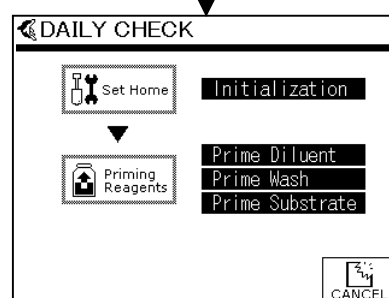 DAILY CHECK
Set Home
Initialization
Priming
Reagents
Prime Diluent
Prime Wash
Prime Substrate
CANCEL